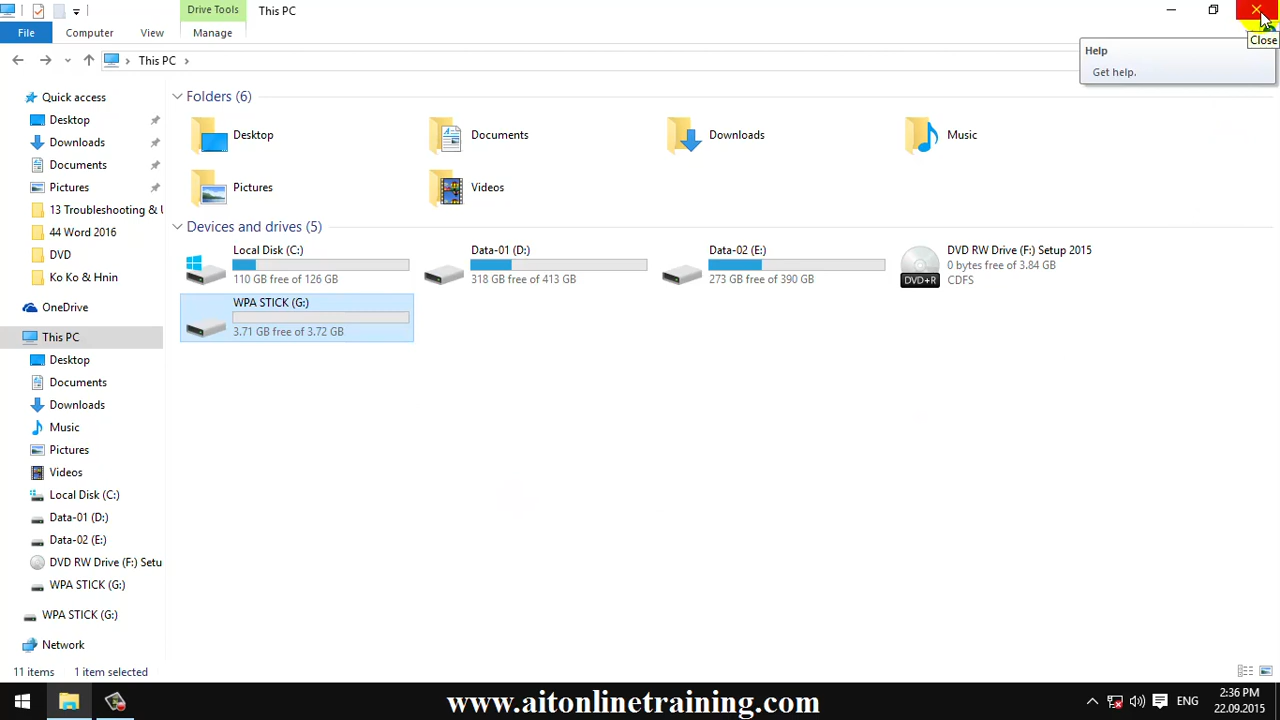 Drive Tools
This PC
File
Computer
View
Manage
Close
Help
Get help.
This PC
Quick access
Desktop
Downloads
Documents
Pictures
13 Troubleshooting & U
44 Word 2016
DVD
Ko Ko & Hnin
OneDrive
This PC
Desktop
Documents
Downloads
Music
Pictures
Videos
Local Disk (C:)
Data-01 (D:)
Data-02 (E:)
DVD RW Drive (F:) Setu
WPA STICK (G:)
WPA STICK (G:)
Network
Folders (6)
Desktop
Documents
Downloads
Music
Pictures
Videos
Devices and drives (5)
Local Disk (C:)
110 GB free of 126 GB
Data-01 (D:)
318 GB free of 413 GB
Data-02 (E:)
273 GB free of 390 GB
DVD+R
DVD RW Drive (F:) Setup 2015
0 bytes free of 3.84 GB
CDFS
WPA STICK (G:)
3.71 GB free of 3.72 GB
11 items
1 item selected
www.aitonlinetraining.com
ENG
2:36 PM
22.09.2015